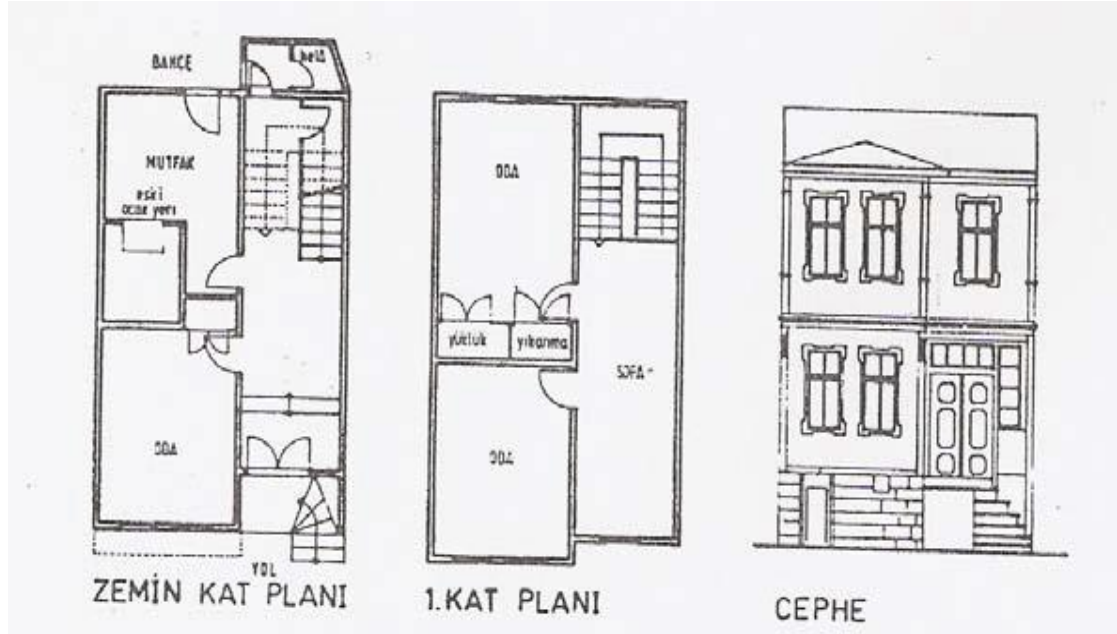 BAHÇE
helâ
MUTFAK
eski
ocak yeri
ODA
YOL
ZEMİN KAT PLANI
ODA
yüklük
yıkanma
SOFA
ODA
1.KAT PLANI
CEPHE